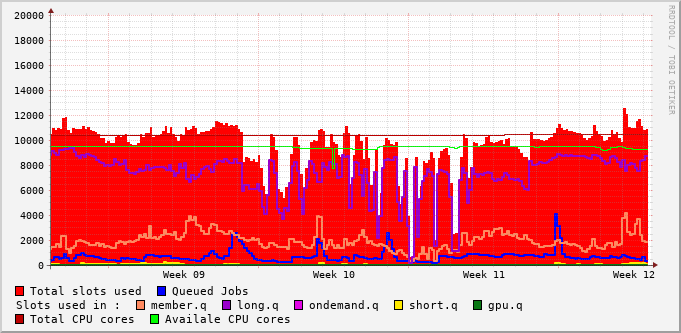 20000
18000
16000
14000
12000
10000
8000
6000
4000
2000
0
RRDTOOL / TOBI OETIKER
Week 09 Week 10 Week 11 Week 12
Total slots used Queued Jobs
Slots used in : member.q long.q ondemand.q short.q gpu.q
Total CPU cores Availale CPU cores